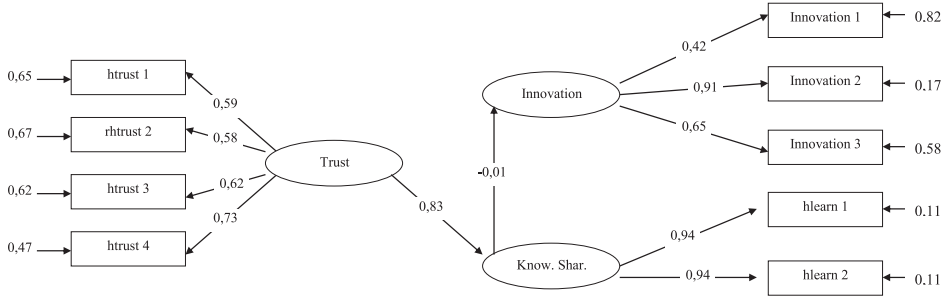 Innovation 1
0.82
0,42
0,65
htrust 1
Innovation
Innovation 2
0.17
0,91
0,59
0,67
rhtrust 2
0,58
0,65
Innovation 3
0.58
Trust
0,62
htrust 3
0,62
-0,01
0,73
0,83
hlearn 1
0.11
0,94
0,47
htrust 4
Know. Shar.
0,94
hlearn 2
0.11